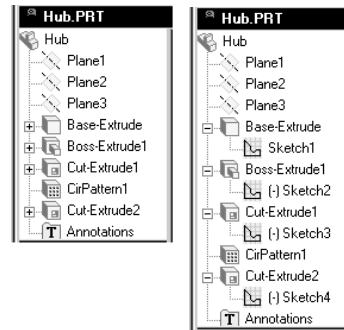 Hub.PRT
Hub
Plane1
Plane2
Plane3
Base-Extrude
Boss-Extrude1
Cut-Extrude1
CirPattern1
Cut-Extrude2
T Annotations
Hub.PRT
Hub
Plane1
Plane2
Plane3
Base-Extrude
Sketch1
Boss-Extrude1
(-) Sketch2
Cut-Extrude1
(-) Sketch3
CirPattern1
Cut-Extrude2
(-) Sketch4
T Annotations